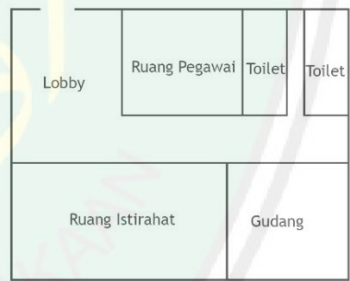 Lobby
Ruang Pegawai
Toilet
Toilet
Ruang Istirahat
Gudang